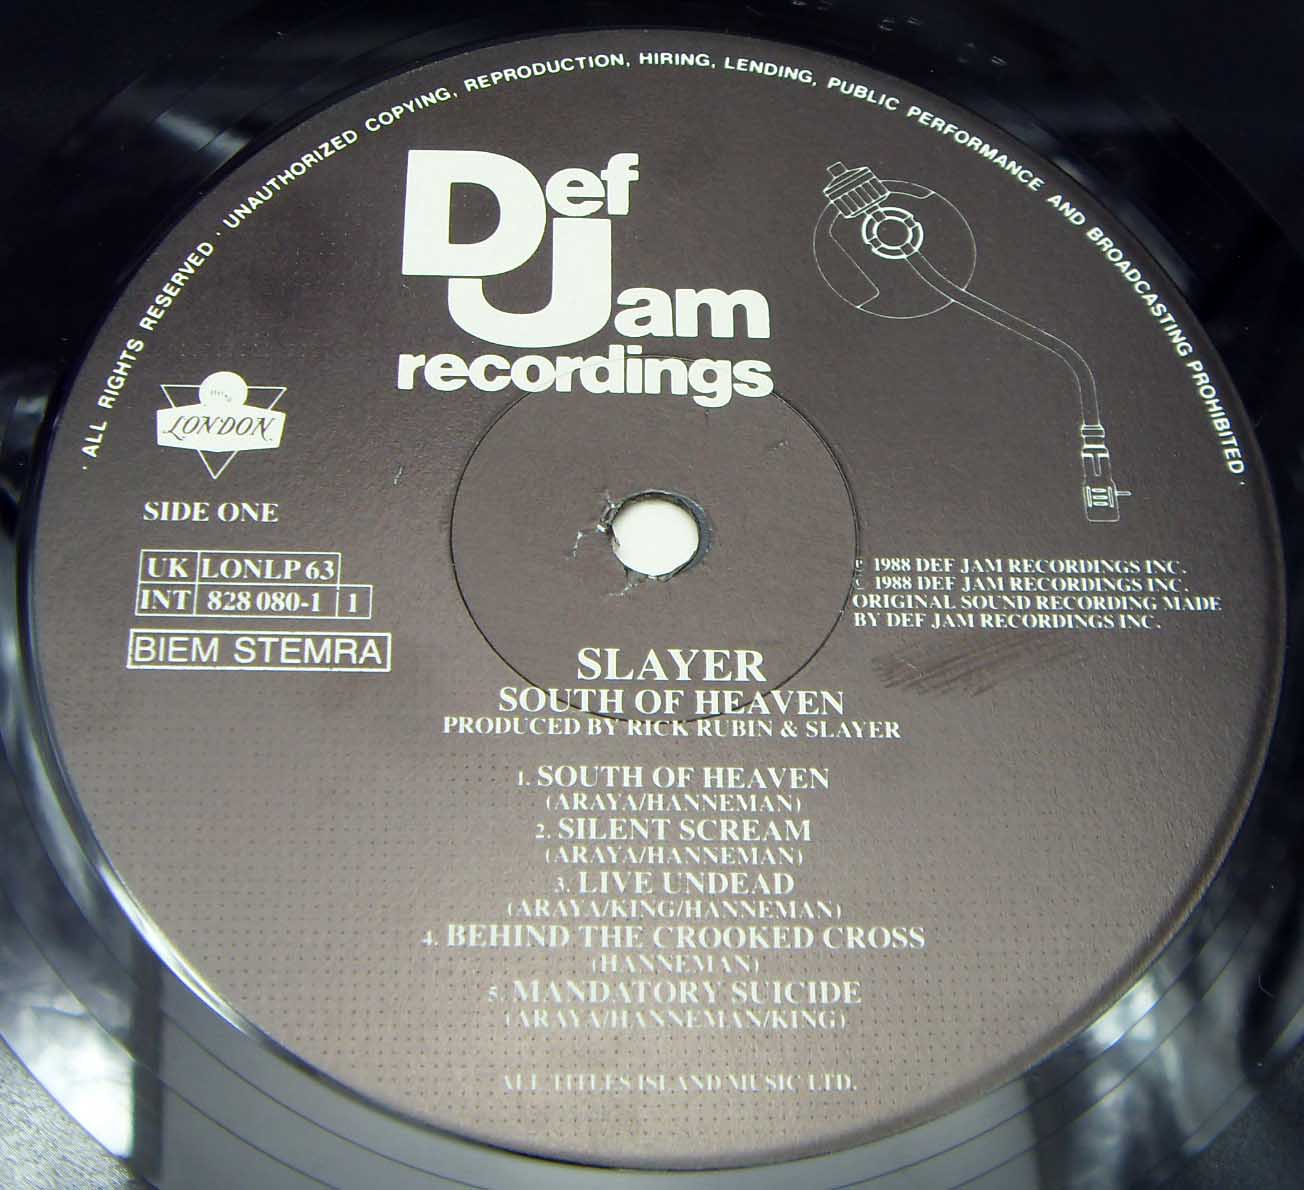 · ALL RIGHTS RESERVED · UNAUTHORIZED COPYING, REPRODUCTION, HIRING, LENDING, PUBLIC PERFORMANCE AND BROADCASTING PROHIBITED ·
Def
Jam
recordings
LONDON
SIDE ONE
UK LONLP 63
INT 828 080-1 1
BIEM STEMRA
℗ 1988 DEF JAM RECORDINGS INC.
© 1988 DEF JAM RECORDINGS INC.
ORIGINAL SOUND RECORDING MADE
BY DEF JAM RECORDINGS INC.
SLAYER
SOUTH OF HEAVEN
PRODUCED BY RICK RUBIN & SLAYER
1. SOUTH OF HEAVEN
(ARAYA/HANNEMAN)
2. SILENT SCREAM
(ARAYA/HANNEMAN)
3. LIVE UNDEAD
(ARAYA/KING/HANNEMAN)
4. BEHIND THE CROOKED CROSS
(HANNEMAN)
5. MANDATORY SUICIDE
(ARAYA/HANNEMAN/KING)
ALL TITLES ISLAND MUSIC LTD.